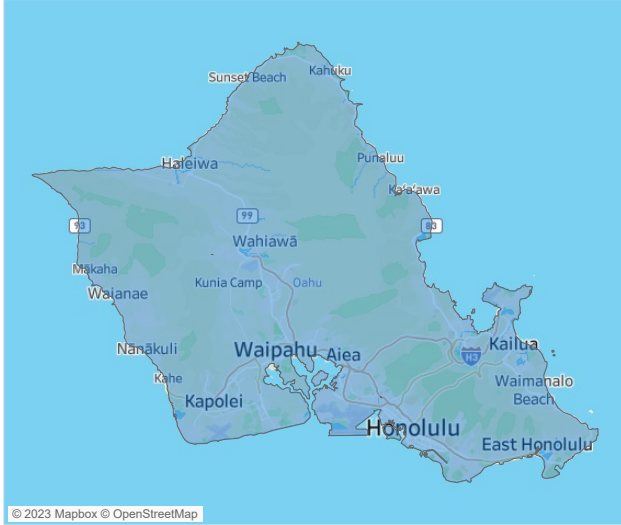 Kahuku
Sunset Beach
Punaluu
Haleiwa
Ka'a'awa
99
93
83
Wahiawā
Mākaha
Kunia Camp
Oahu
Waianae
Kailua
Nānākuli
Waipahu
Aiea
H3
Kahe
Waimanalo
Beach
Kapolei
Honolulu
East Honolulu
© 2023 Mapbox © OpenStreetMap